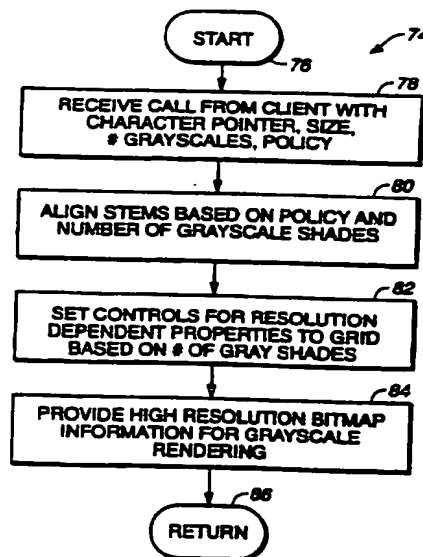 START
74
76
78
RECEIVE CALL FROM CLIENT WITH
CHARACTER POINTER, SIZE,
# GRAYSCALES, POLICY
80
ALIGN STEMS BASED ON POLICY AND
NUMBER OF GRAYSCALE SHADES
82
SET CONTROLS FOR RESOLUTION
DEPENDENT PROPERTIES TO GRID
BASED ON # OF GRAY SHADES
84
PROVIDE HIGH RESOLUTION BITMAP
INFORMATION FOR GRAYSCALE
RENDERING
86
RETURN